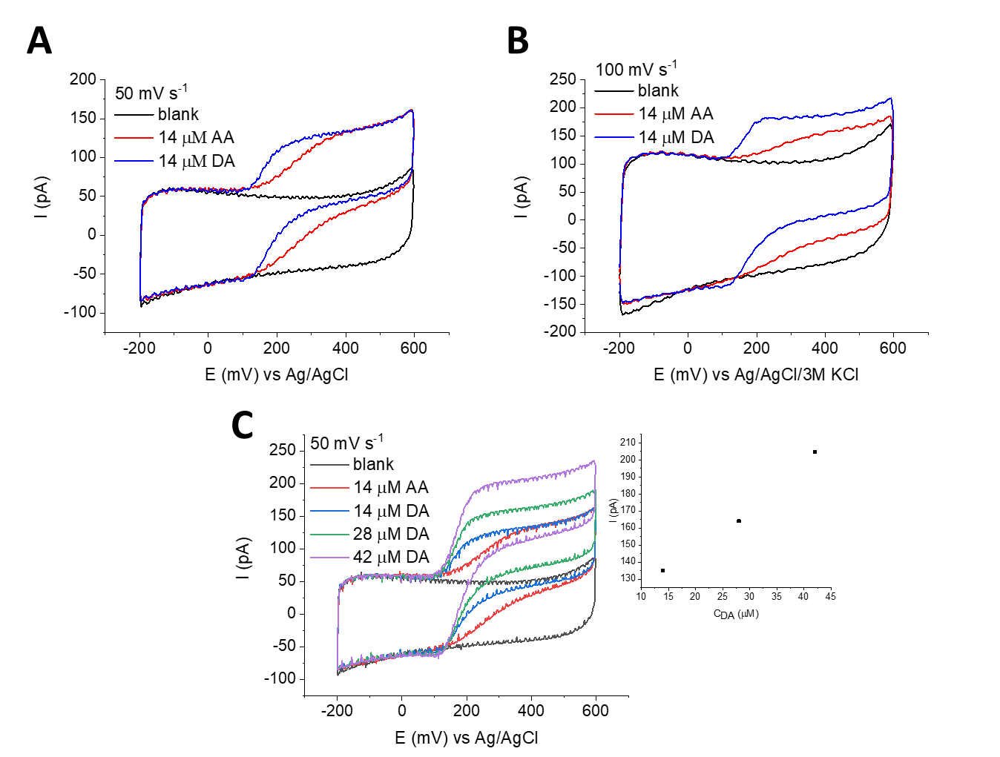 A
50 mV s-1
blank
14 μM AA
14 μM DA
200
150
100
50
0
-50
-100
I (pA)
-200
0
200
400
600
E (mV) vs Ag/AgCl
B
100 mV s-1
blank
14 μM AA
14 μM DA
250
200
150
100
50
0
-50
-100
-150
-200
I (pA)
-200
0
200
400
600
E (mV) vs Ag/AgCl/3M KCl
C
50 mV s-1
blank
14 μM AA
14 μM DA
28 μM DA
42 μM DA
250
200
150
100
50
0
-50
-100
I (pA)
-200
0
200
400
600
E (mV) vs Ag/AgCl
210
200
190
180
170
160
150
140
130
I (pA)
10
15
20
25
30
35
40
45
CDA (μM)